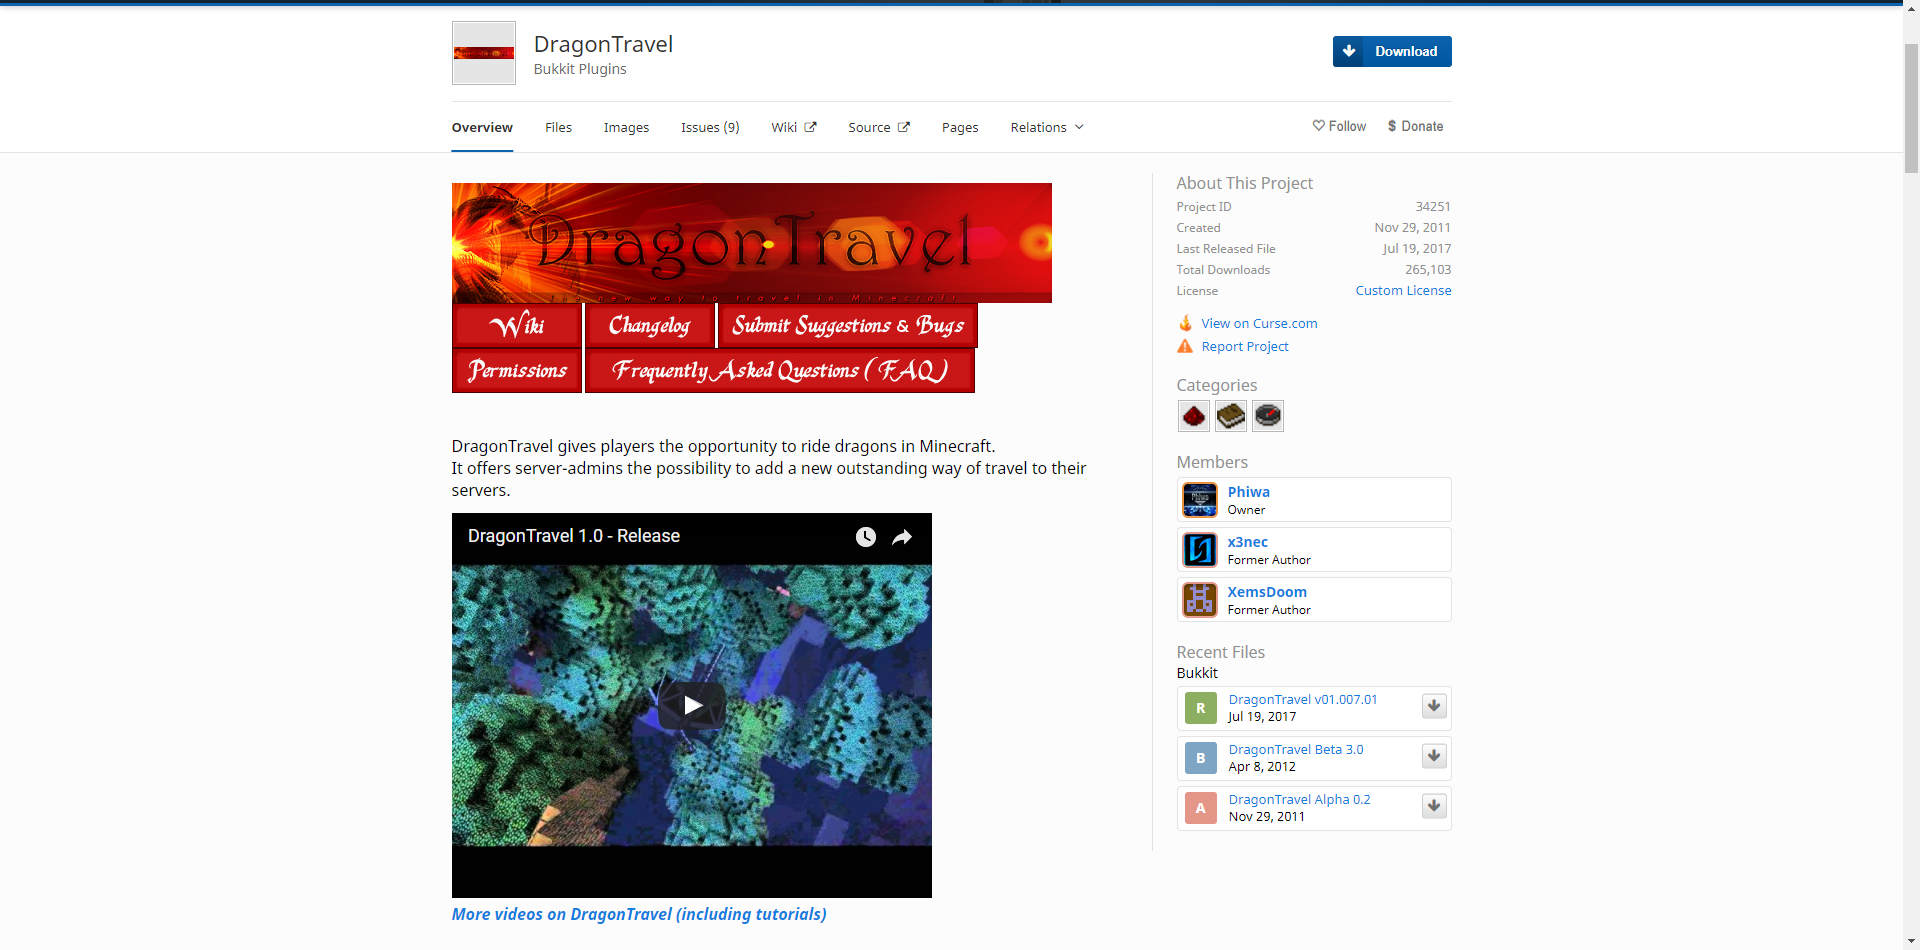 DragonTravel
Bukkit Plugins
Download
Overview
Files
Images
Issues (9)
Wiki
Source
Pages
Relations
Follow
$ Donate
DragonTravel
The new way to travel in Minecraft
Wiki
Changelog
Submit Suggestions & Bugs
Permissions
Frequently Asked Questions (FAQ)
DragonTravel gives players the opportunity to ride dragons in Minecraft.
It offers server-admins the possibility to add a new outstanding way of travel to their
servers.
DragonTravel 1.0 - Release
More videos on DragonTravel (including tutorials)
About This Project
Project ID 34251
Created Nov 29, 2011
Last Released File Jul 19, 2017
Total Downloads 265,103
License Custom License
View on Curse.com
Report Project
Categories
Members
Phiwa
Owner
x3nec
Former Author
XemsDoom
Former Author
Recent Files
Bukkit
R
DragonTravel v01.007.01
Jul 19, 2017
B
DragonTravel Beta 3.0
Apr 8, 2012
A
DragonTravel Alpha 0.2
Nov 29, 2011